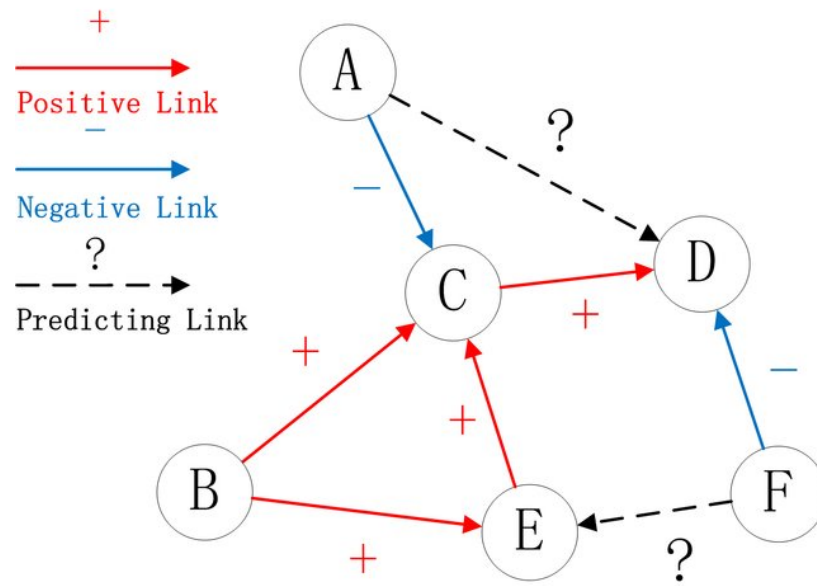 +
Positive Link
−
Negative Link
?
Predicting Link
A
?
−
D
C
+
+
−
+
B
F
E
+
?